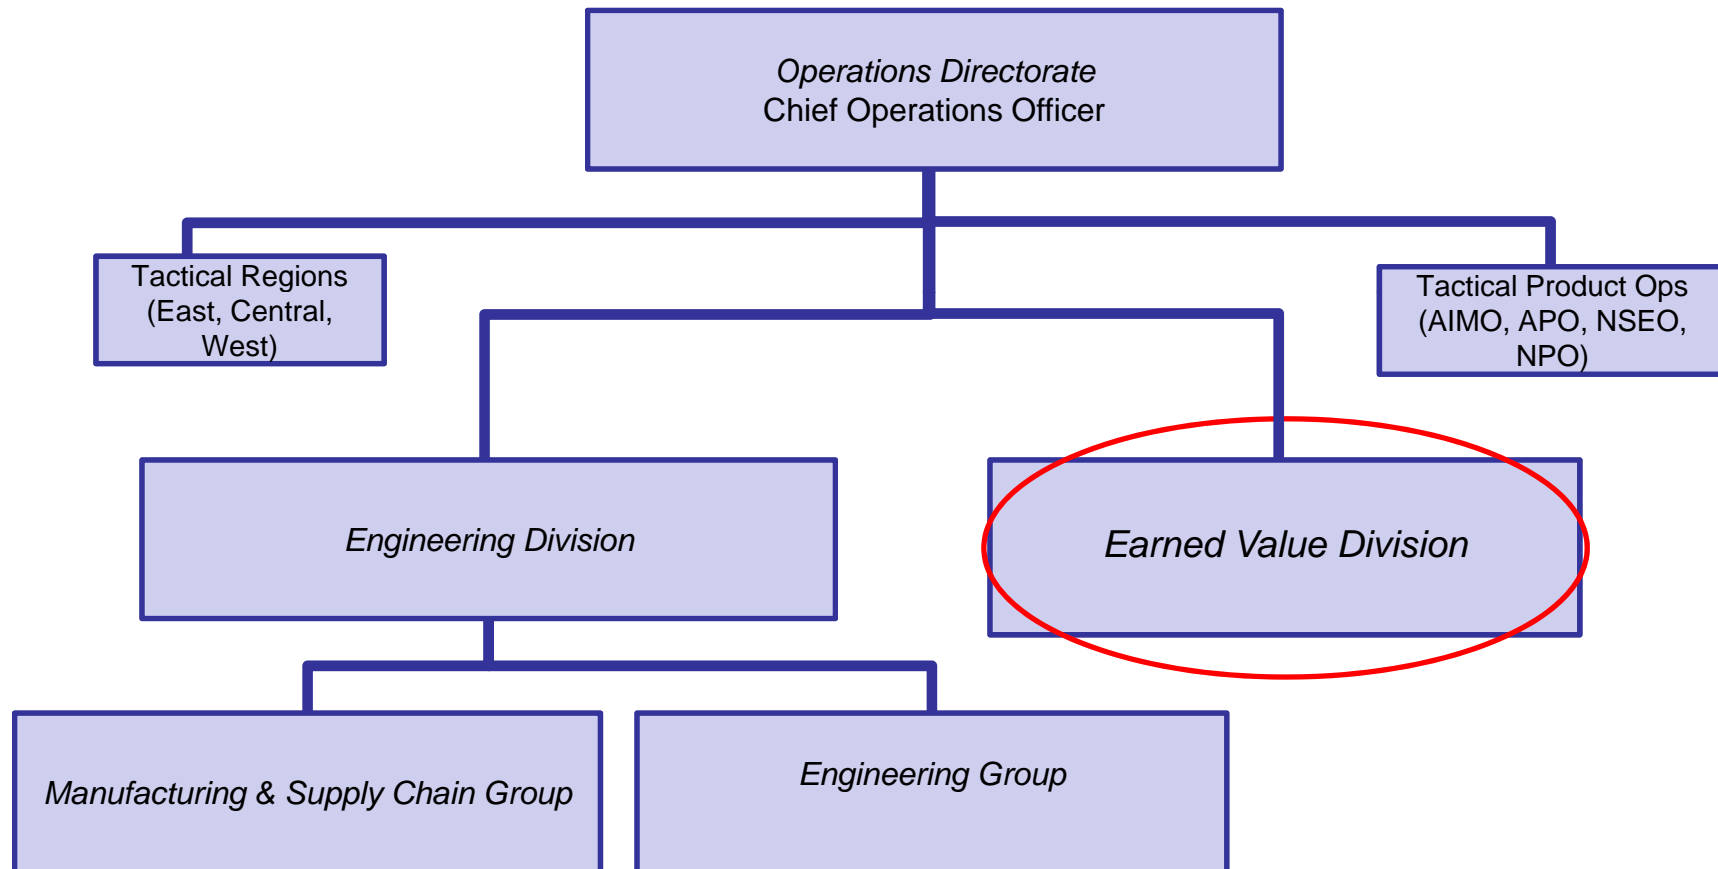 Operations Directorate
Chief Operations Officer
Tactical Regions
(East, Central,
West)
Tactical Product Ops
(AIMO, APO, NSEO,
NPO)
Engineering Division
Earned Value Division
Manufacturing & Supply Chain Group
Engineering Group